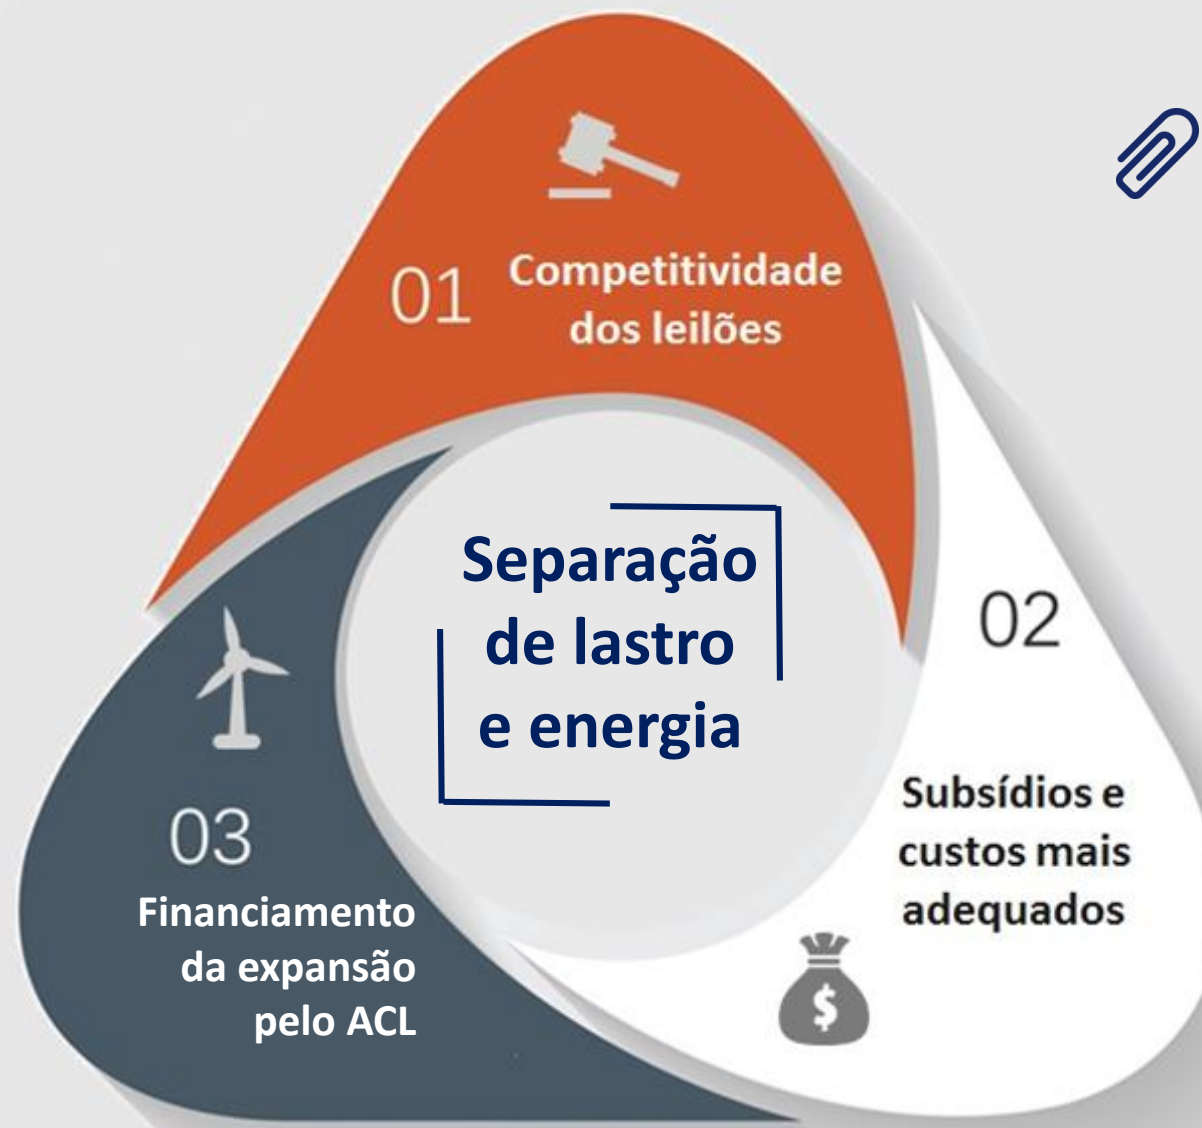 01
Competitividade
dos leilões
Separação
de lastro
e energia
02
Subsídios e
custos mais
adequados
$
03
Financiamento
da expansão
pelo ACL